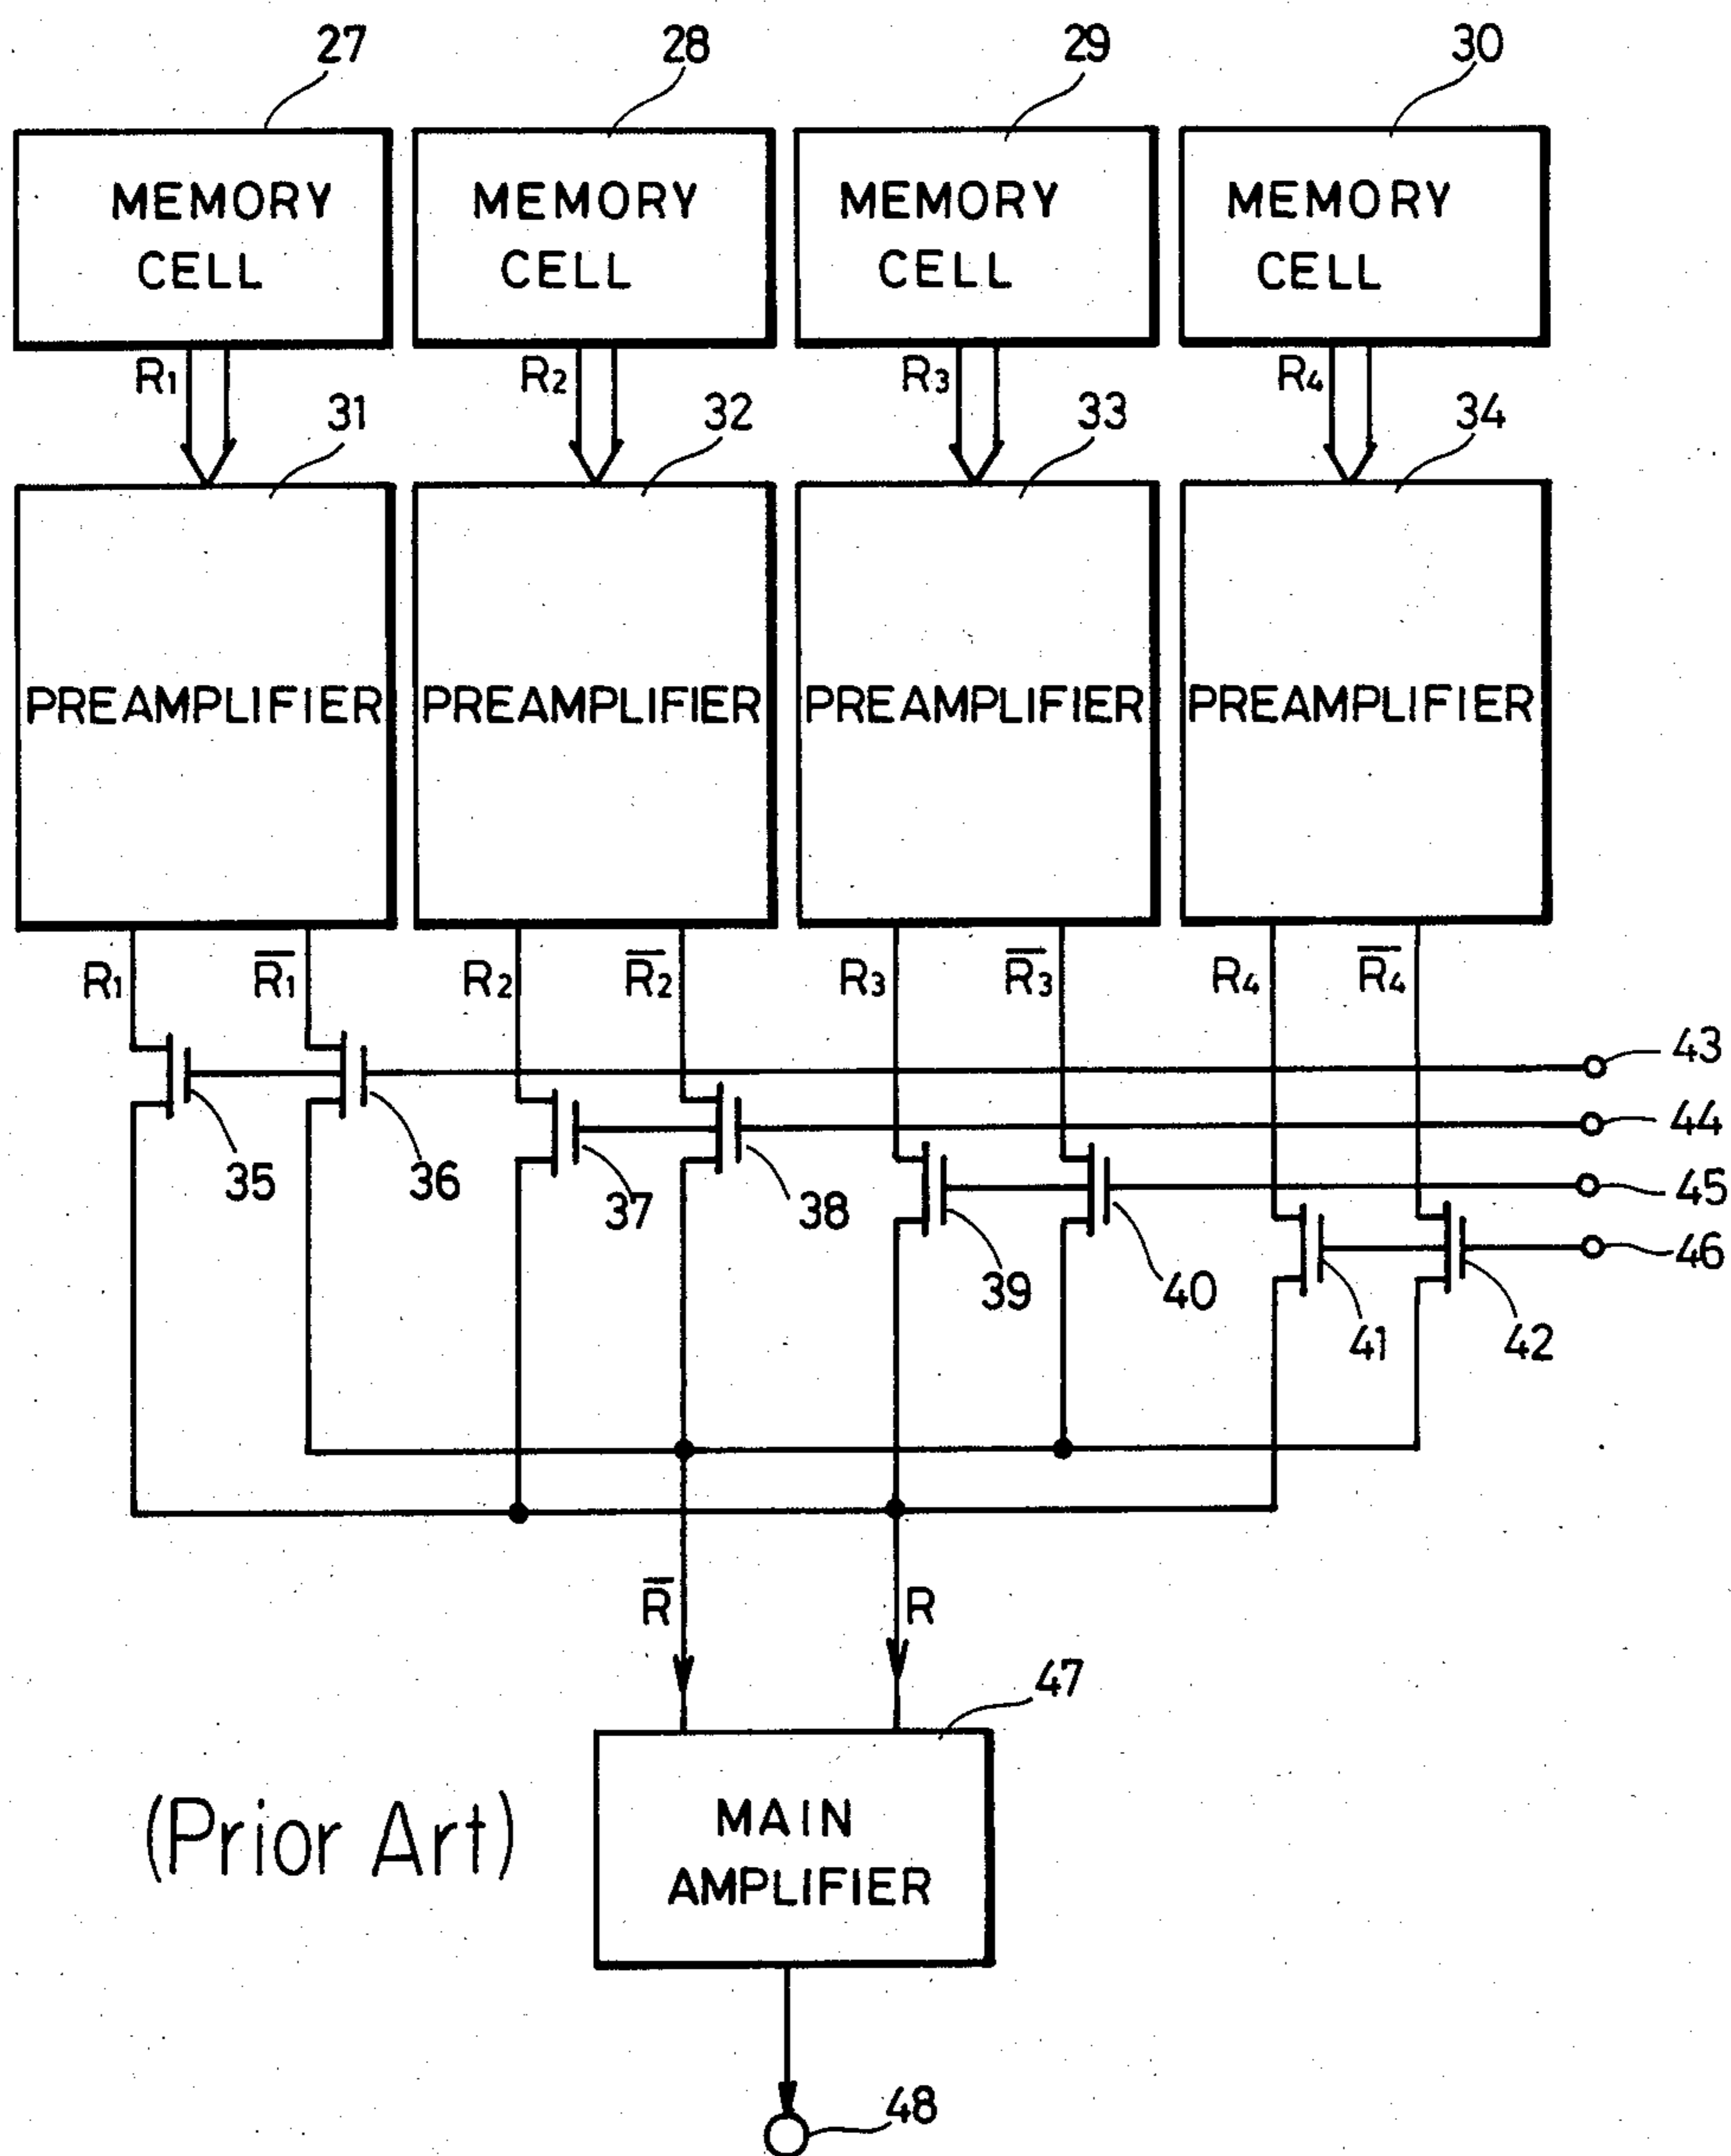 27 28 29 30
MEMORY MEMORY MEMORY MEMORY
CELL CELL CELL CELL
R1 R2 R3 R4
31 32 33 34
PREAMPLIFIER PREAMPLIFIER PREAMPLIFIER PREAMPLIFIER
R1 R̅1 R2 R̅2 R3 R̅3 R4 R̅4
43
44
35 36 37 38 45
46
39 40
41 42
R̅ R
47
MAIN
(Prior Art)
AMPLIFIER
48